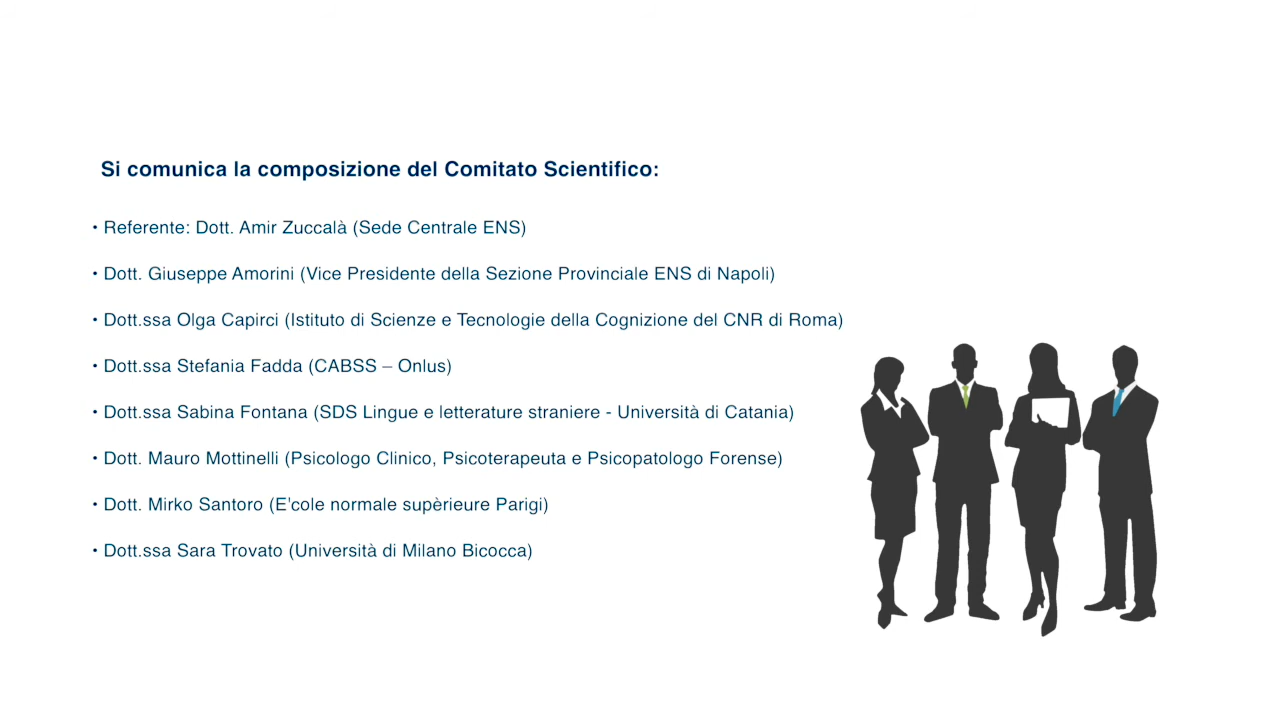 Si comunica la composizione del Comitato Scientifico:
• Referente: Dott. Amir Zuccalà (Sede Centrale ENS)
• Dott. Giuseppe Amorini (Vice Presidente della Sezione Provinciale ENS di Napoli)
• Dott.ssa Olga Capirci (Istituto di Scienze e Tecnologie della Cognizione del CNR di Roma)
• Dott.ssa Stefania Fadda (CABSS – Onlus)
• Dott.ssa Sabina Fontana (SDS Lingue e letterature straniere - Università di Catania)
• Dott. Mauro Mottinelli (Psicologo Clinico, Psicoterapeuta e Psicopatologo Forense)
• Dott. Mirko Santoro (E'cole normale supèrieure Parigi)
• Dott.ssa Sara Trovato (Università di Milano Bicocca)